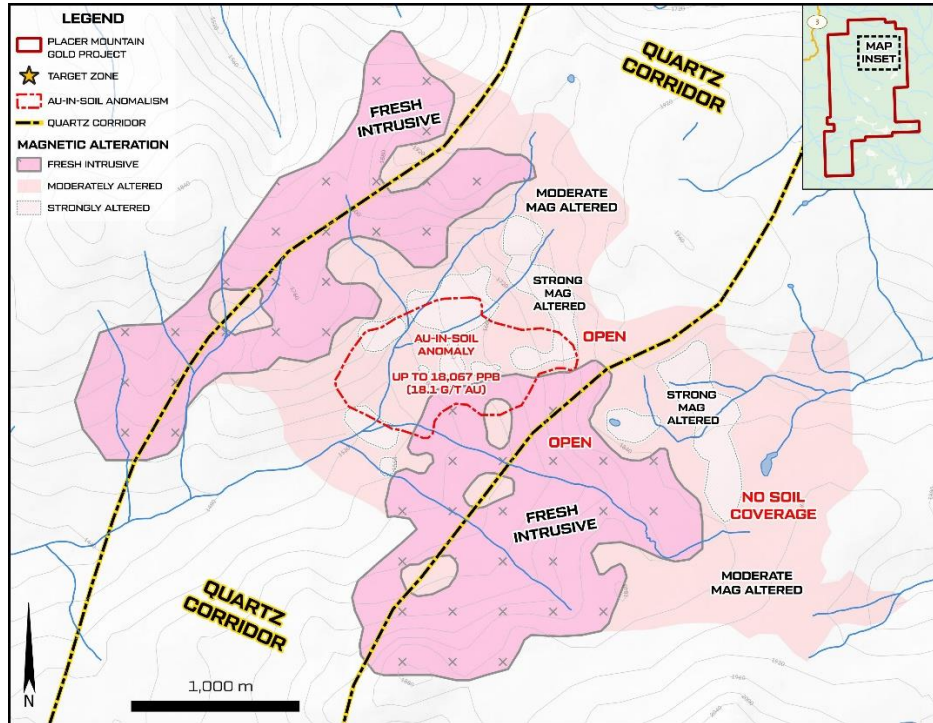 LEGEND
PLACER MOUNTAIN
GOLD PROJECT
TARGET ZONE
AU-IN-SOIL ANOMALISM
QUARTZ CORRIDOR
MAGNETIC ALTERATION
FRESH INTRUSIVE
MODERATELY ALTERED
STRONGLY ALTERED
3
MAP
INSET
QUARTZ
CORRIDOR
FRESH
INTRUSIVE
MODERATE
MAG ALTERED
STRONG
MAG
ALTERED
OPEN
AU-IN-SOIL
ANOMALY
UP TO 18,067 PPB
(18.1 G/T AU)
STRONG
MAG
ALTERED
OPEN
NO SOIL
COVERAGE
FRESH
INTRUSIVE
MODERATE
MAG ALTERED
QUARTZ
CORRIDOR
N
1,000 m